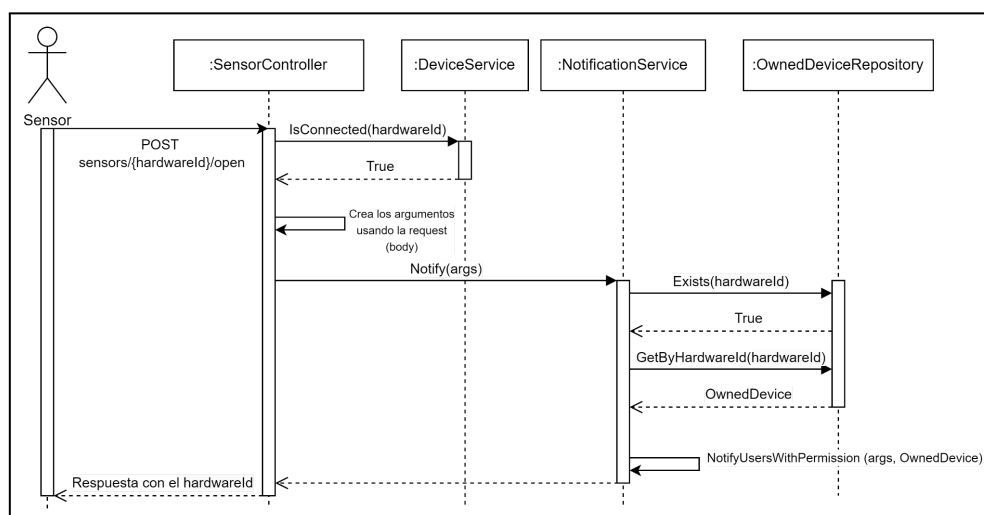 :SensorController
:DeviceService
:NotificationService
:OwnedDeviceRepository
Sensor
POST
sensors/{hardwareId}/open
IsConnected(hardwareId)
True
Crea los argumentos
usando la request
(body)
Notify(args)
Exists(hardwareId)
True
GetByHardwareId(hardwareId)
OwnedDevice
NotifyUsersWithPermission (args, OwnedDevice)
Respuesta con el hardwareId